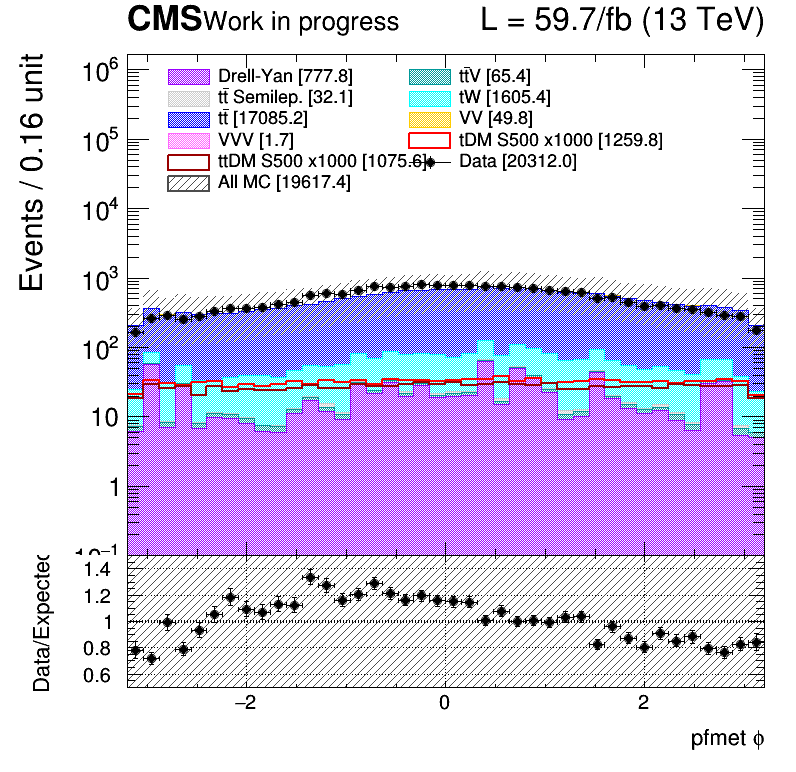 CMS Work in progress L = 59.7/fb (13 TeV)
Events / 0.16 unit
10⁶
10⁵
10⁴
10³
10²
10
1
10⁻¹
Drell-Yan [777.8]
tt̄V [65.4]
tt̄ Semilep. [32.1]
tW [1605.4]
tt̄ [17085.2]
VV [49.8]
VVV [1.7]
tDM S500 x1000 [1259.8]
ttDM S500 x1000 [1075.6]
Data [20312.0]
All MC [19617.4]
Data/Expected
1.4
1.2
1
0.8
0.6
−2 0 2
pfmet ϕ